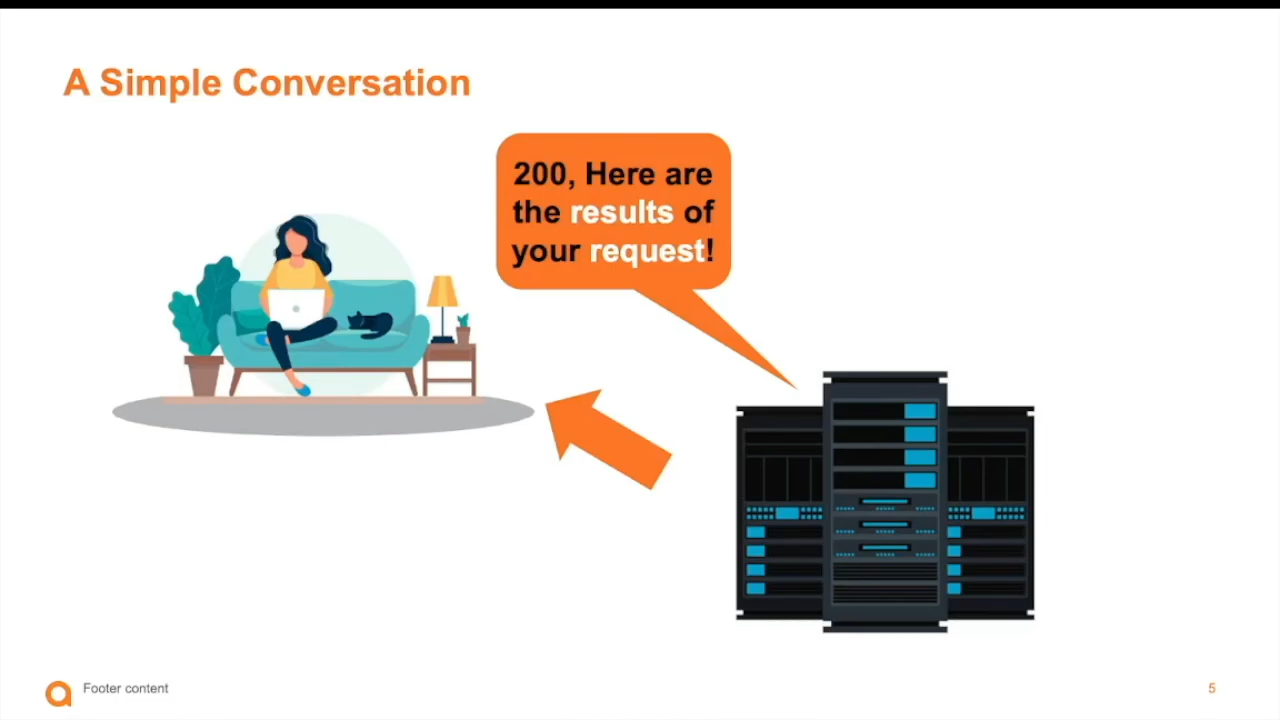 A Simple Conversation
200, Here are
the results of
your request!
Footer content
5